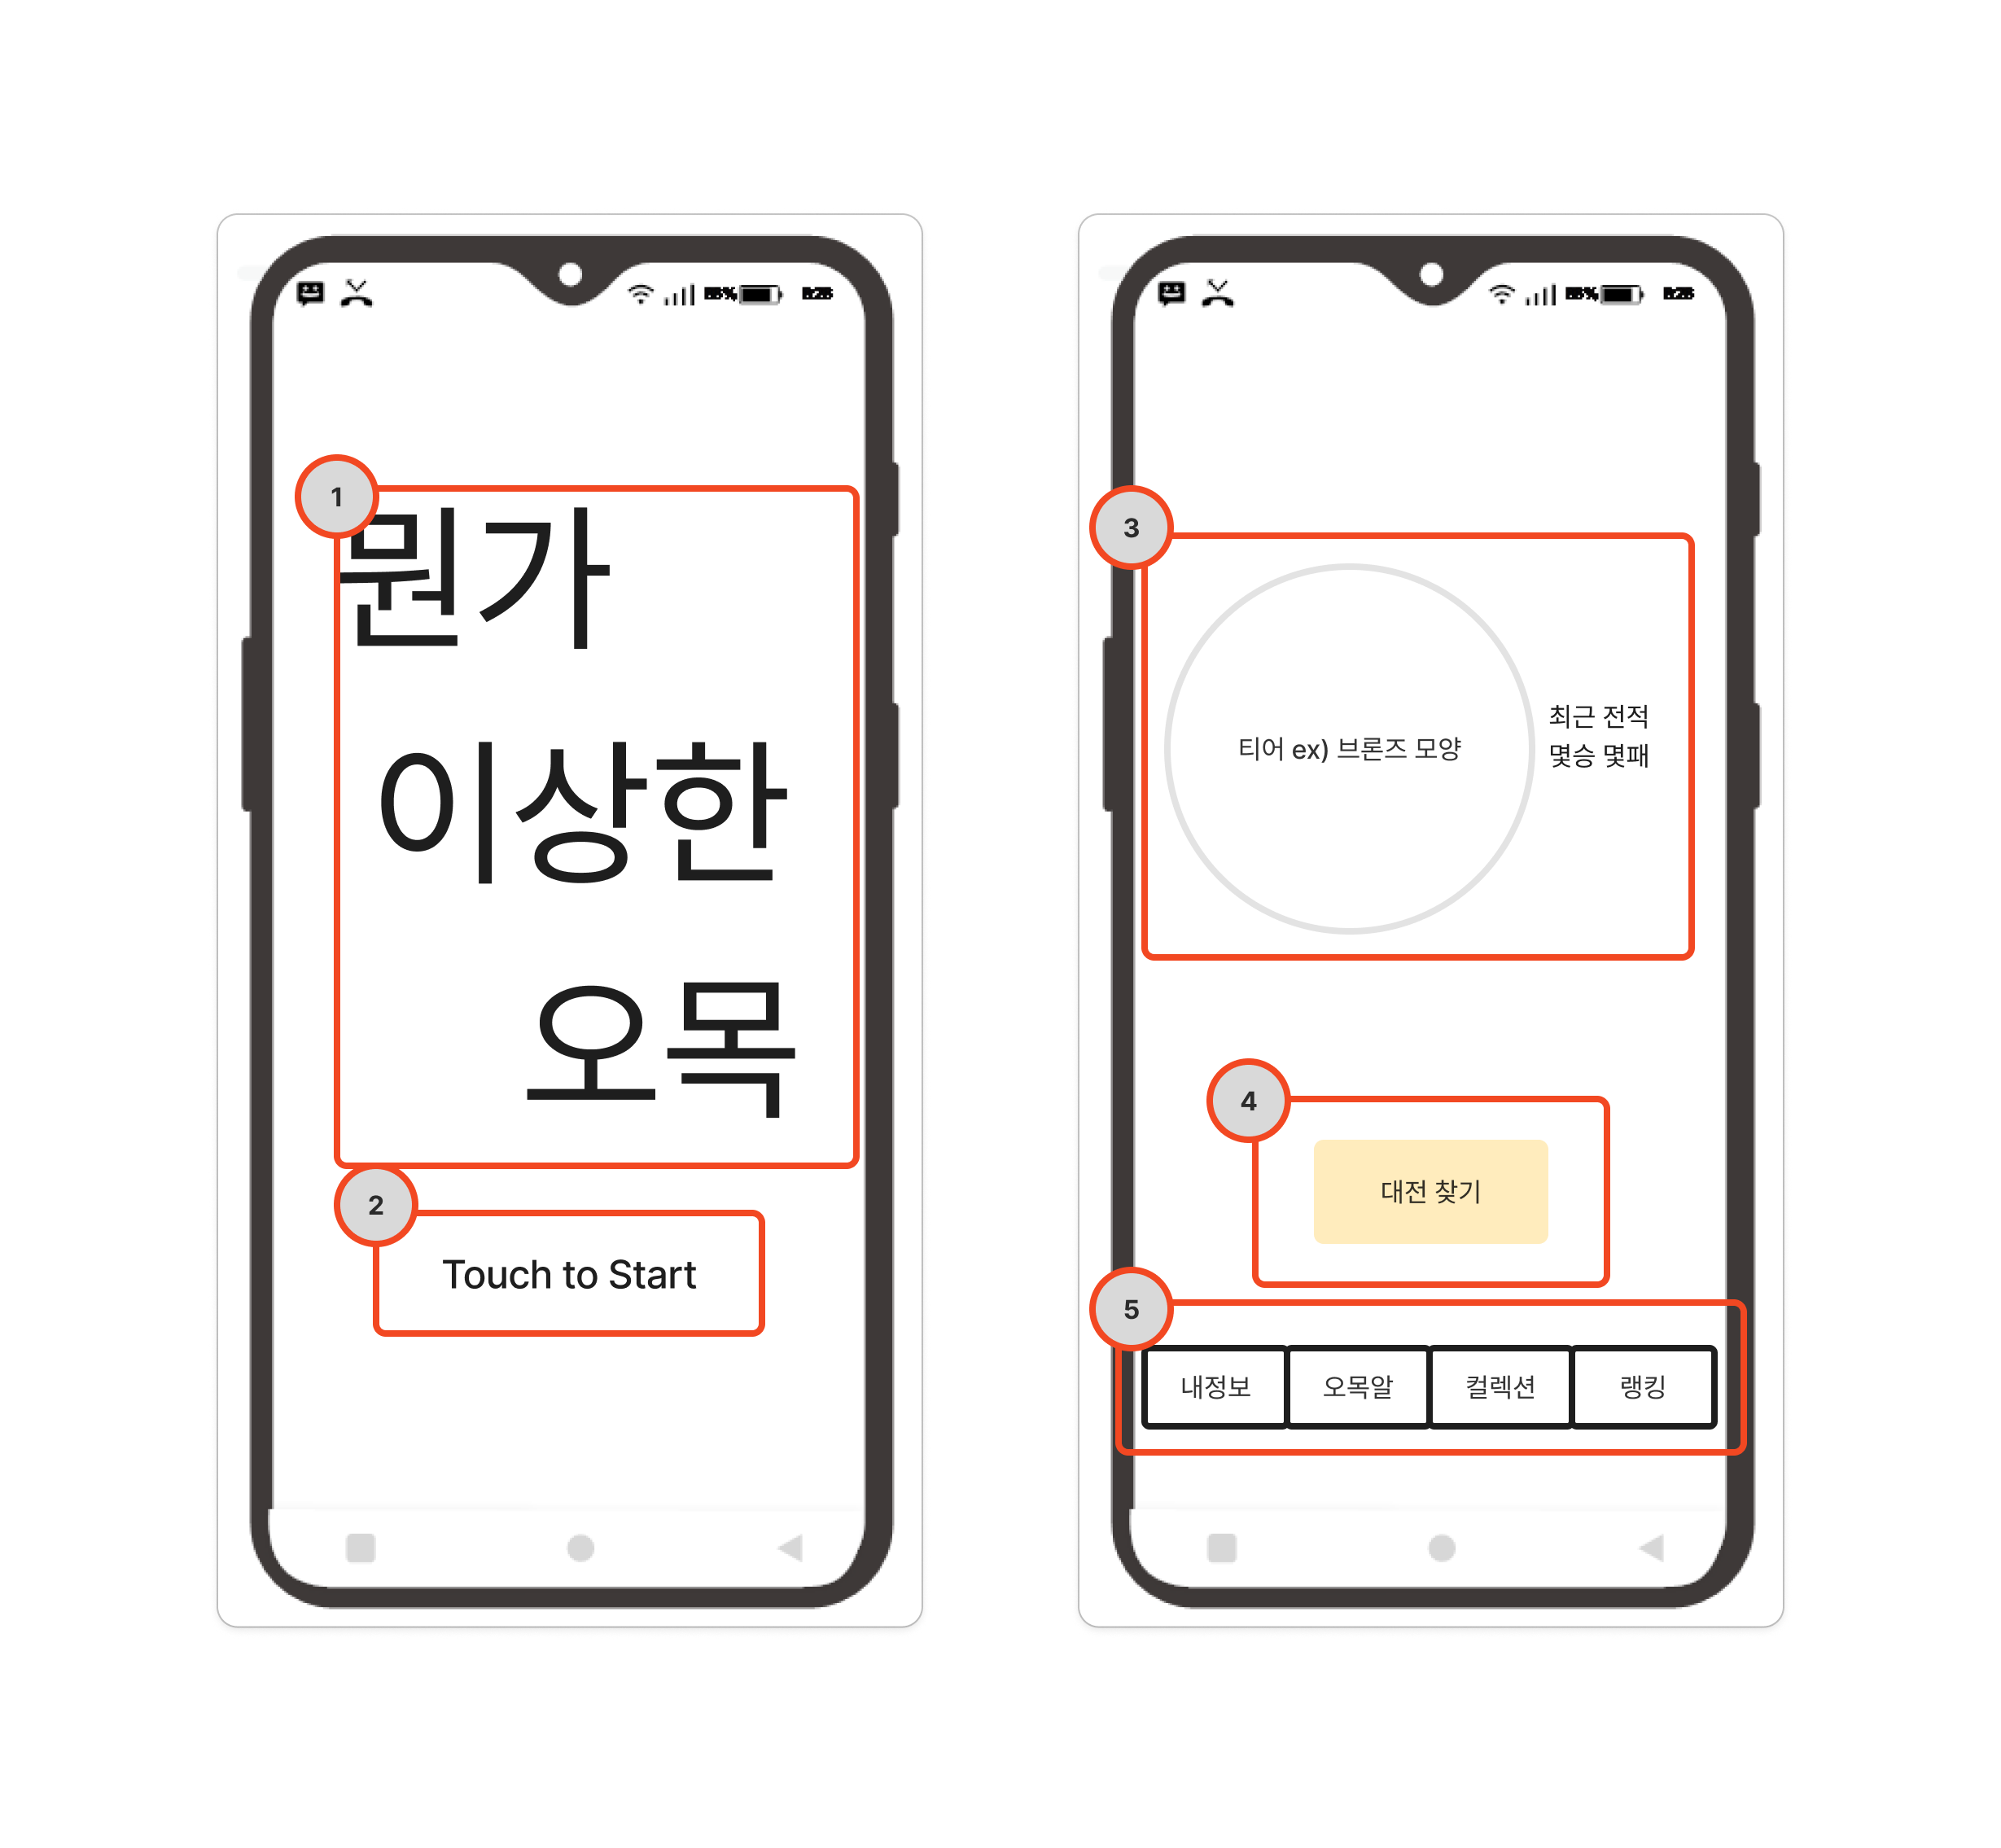 1
뭔가
이상한
오목
2
Touch to Start
3
티어 ex) 브론즈 모양
최근 전적
몇승 몇패
4
대전 찾기
5
내정보
오목알
컬렉션
랭킹